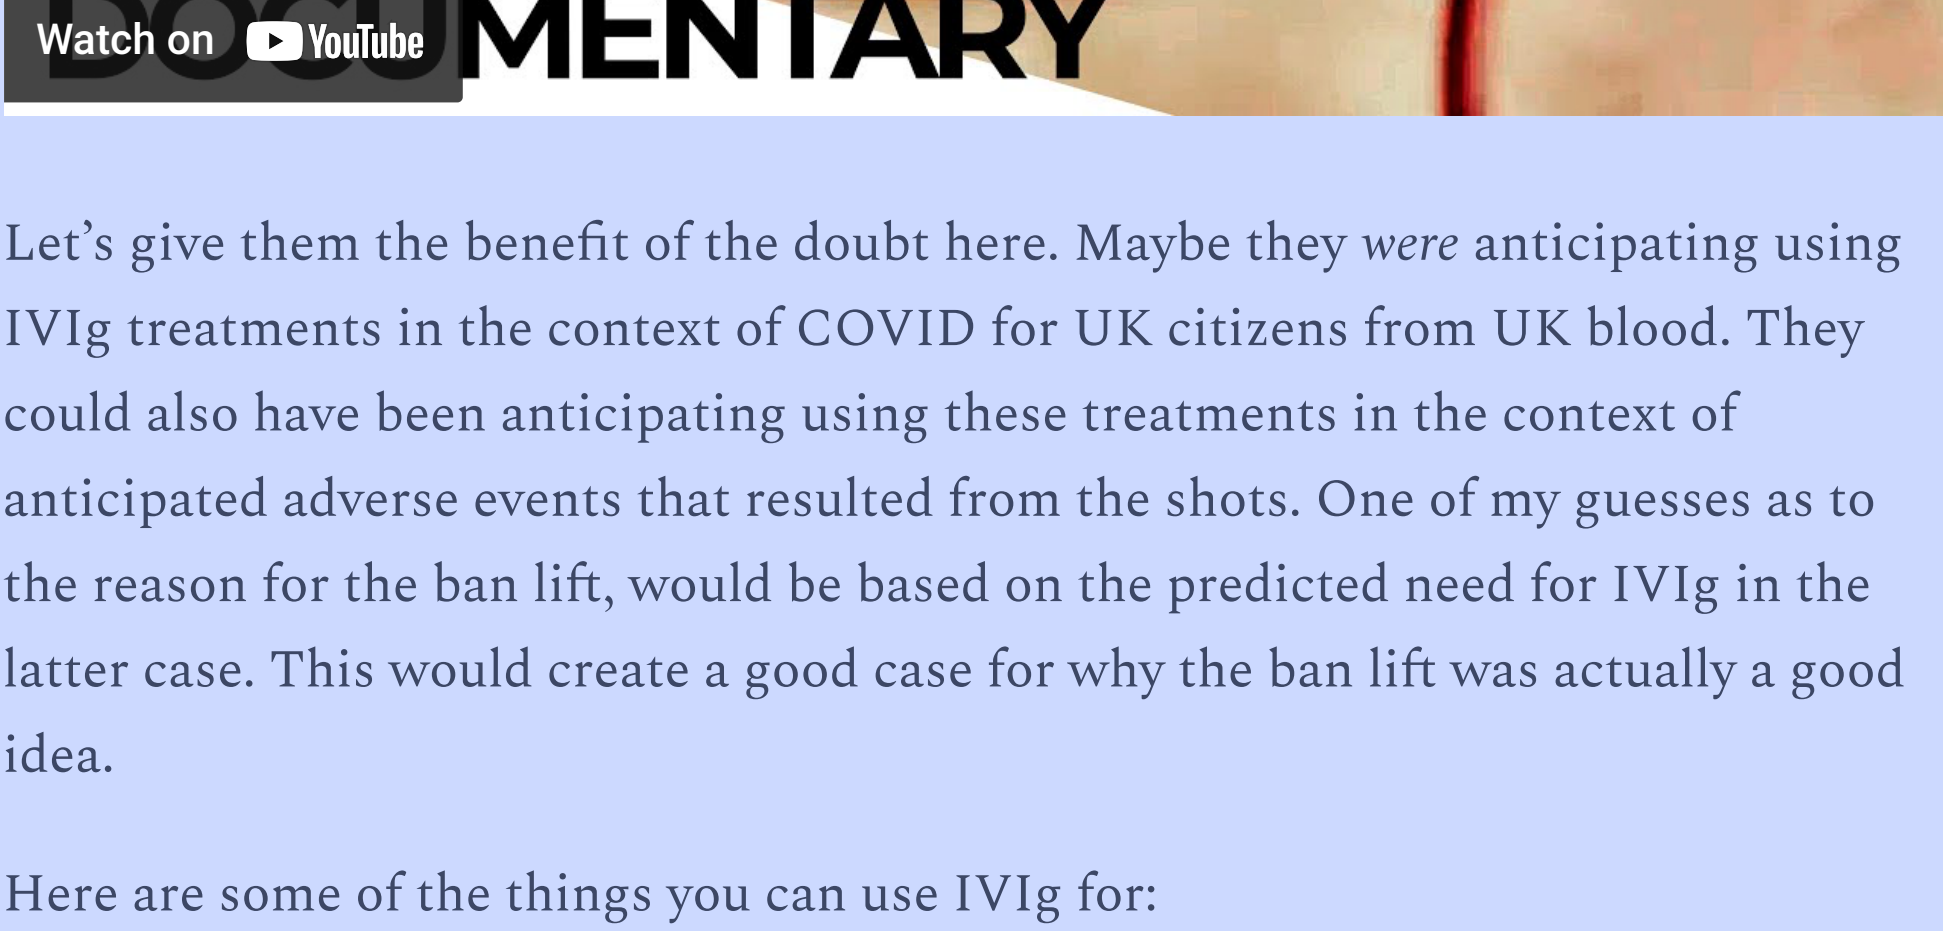 DOCUMENTARY
Watch on YouTube
Let’s give them the benefit of the doubt here. Maybe they were anticipating using
IVIg treatments in the context of COVID for UK citizens from UK blood. They
could also have been anticipating using these treatments in the context of
anticipated adverse events that resulted from the shots. One of my guesses as to
the reason for the ban lift, would be based on the predicted need for IVIg in the
latter case. This would create a good case for why the ban lift was actually a good
idea.
Here are some of the things you can use IVIg for: